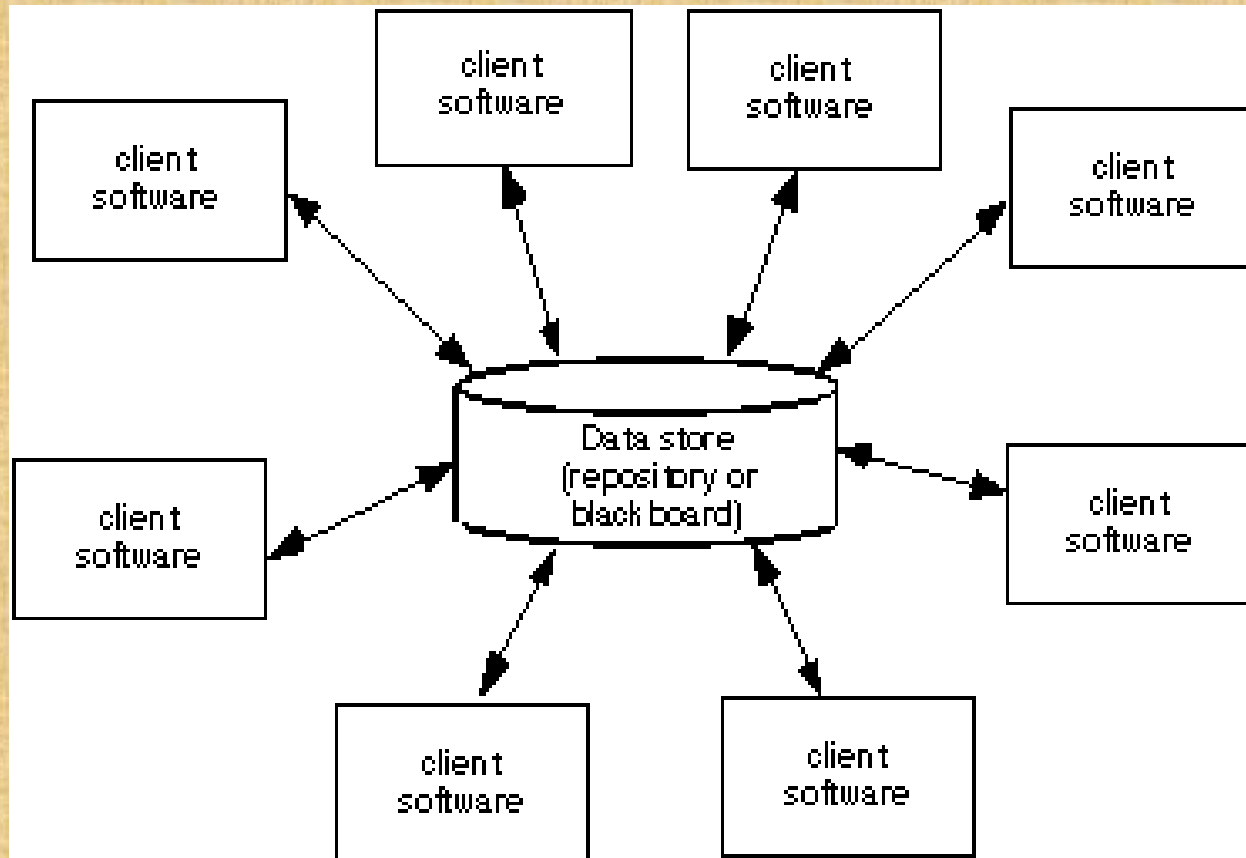 client
software
client
software
client
software
client
software
Data store
(repository or
black board)
client
software
client
software
client
software
client
software